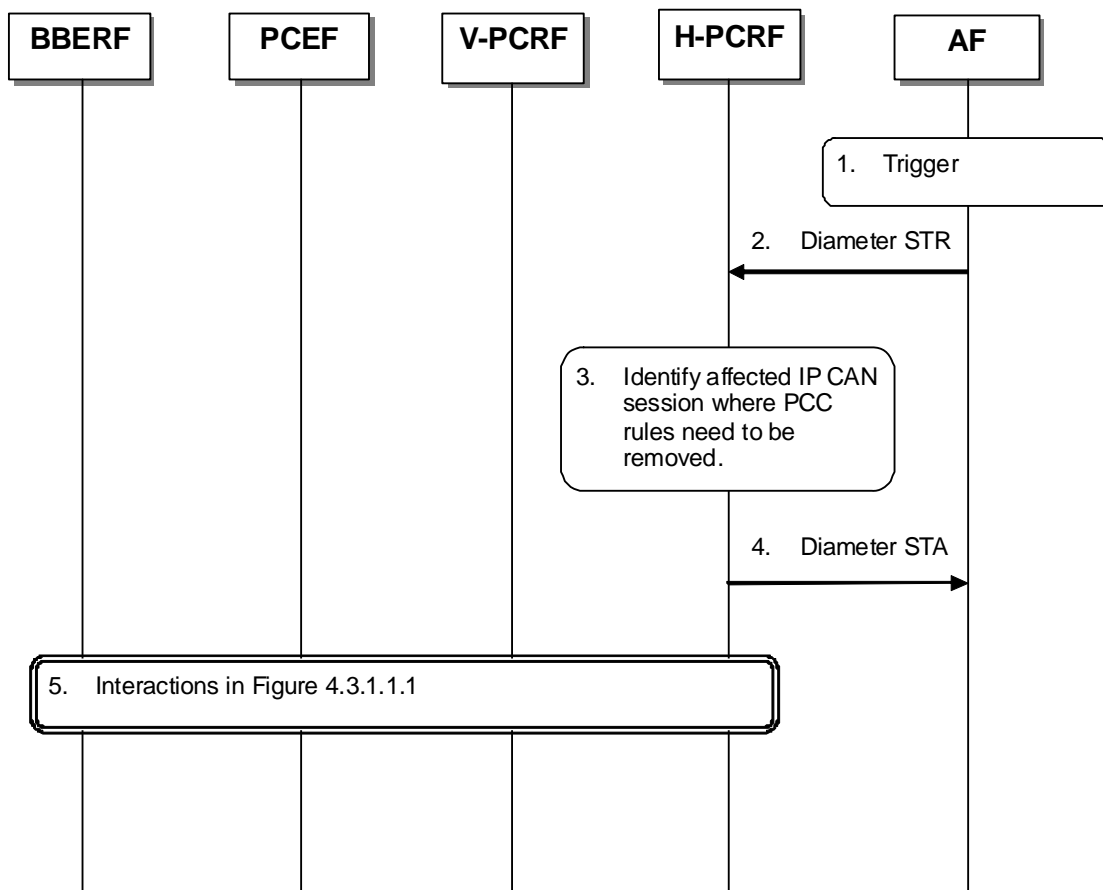 BBERF
PCEF
V-PCRF
H-PCRF
AF
1. Trigger
2. Diameter STR
3. Identify affected IP CAN
session where PCC
rules need to be
removed.
4. Diameter STA
5. Interactions in Figure 4.3.1.1.1